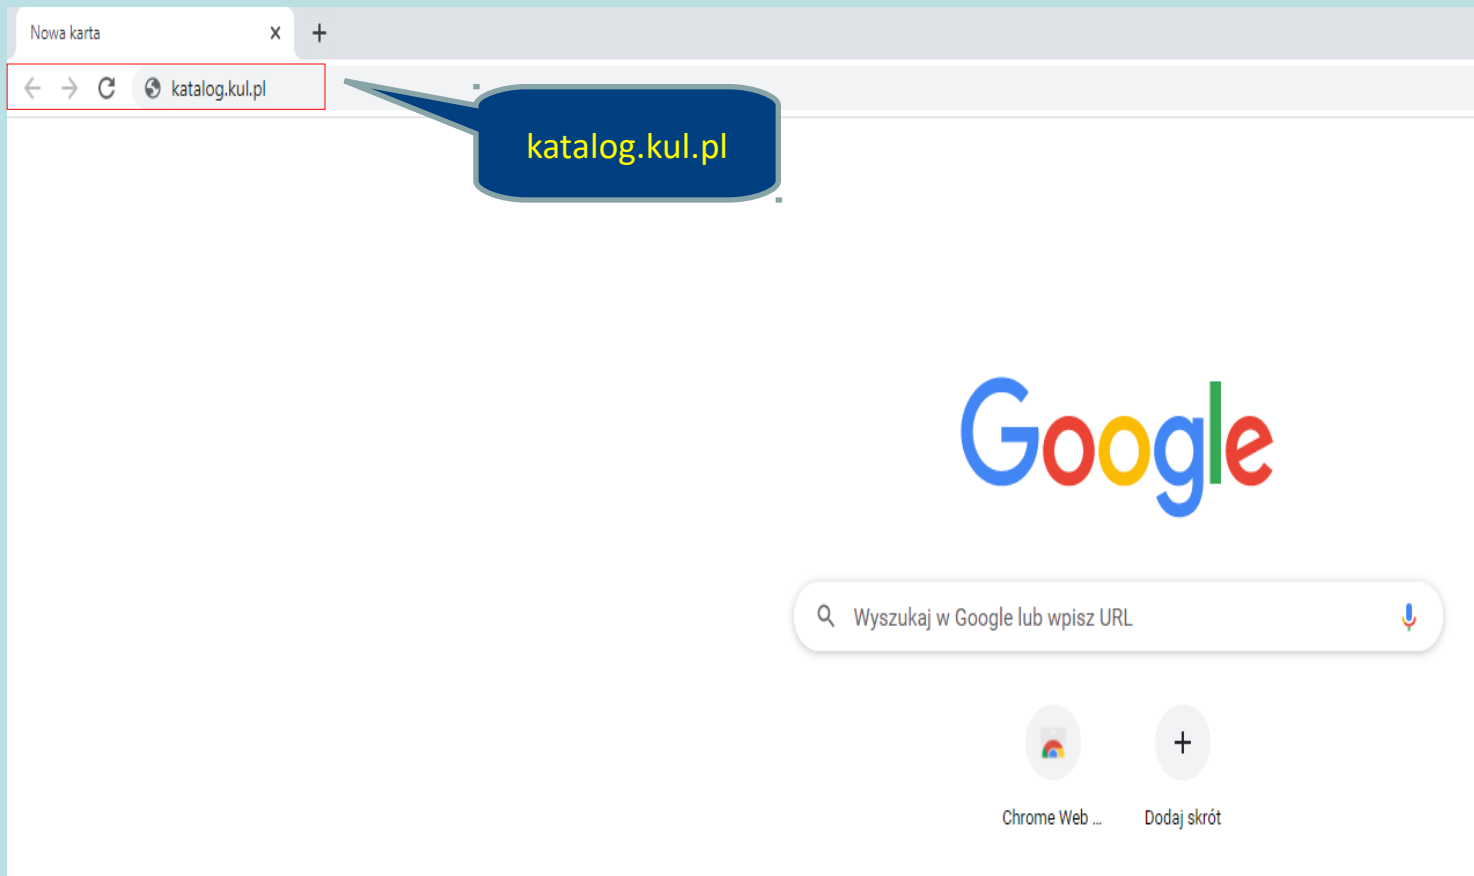 Nowa karta
katalog.kul.pl
katalog.kul.pl
Google
Wyszukaj w Google lub wpisz URL
Chrome Web ...
Dodaj skrót